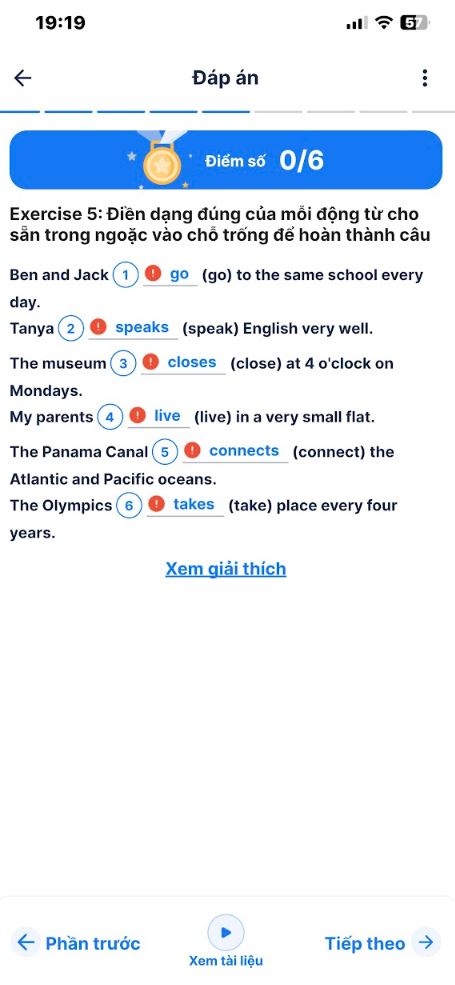 19:19
57
Đáp án
Điểm số 0/6
Exercise 5: Điền dạng đúng của mỗi động từ cho
sẵn trong ngoặc vào chỗ trống để hoàn thành câu
Ben and Jack 1 ! go (go) to the same school every
day.
Tanya 2 ! speaks (speak) English very well.
The museum 3 ! closes (close) at 4 o'clock on
Mondays.
My parents 4 ! live (live) in a very small flat.
The Panama Canal 5 ! connects (connect) the
Atlantic and Pacific oceans.
The Olympics 6 ! takes (take) place every four
years.
Xem giải thích
Phần trước
Xem tài liệu
Tiếp theo